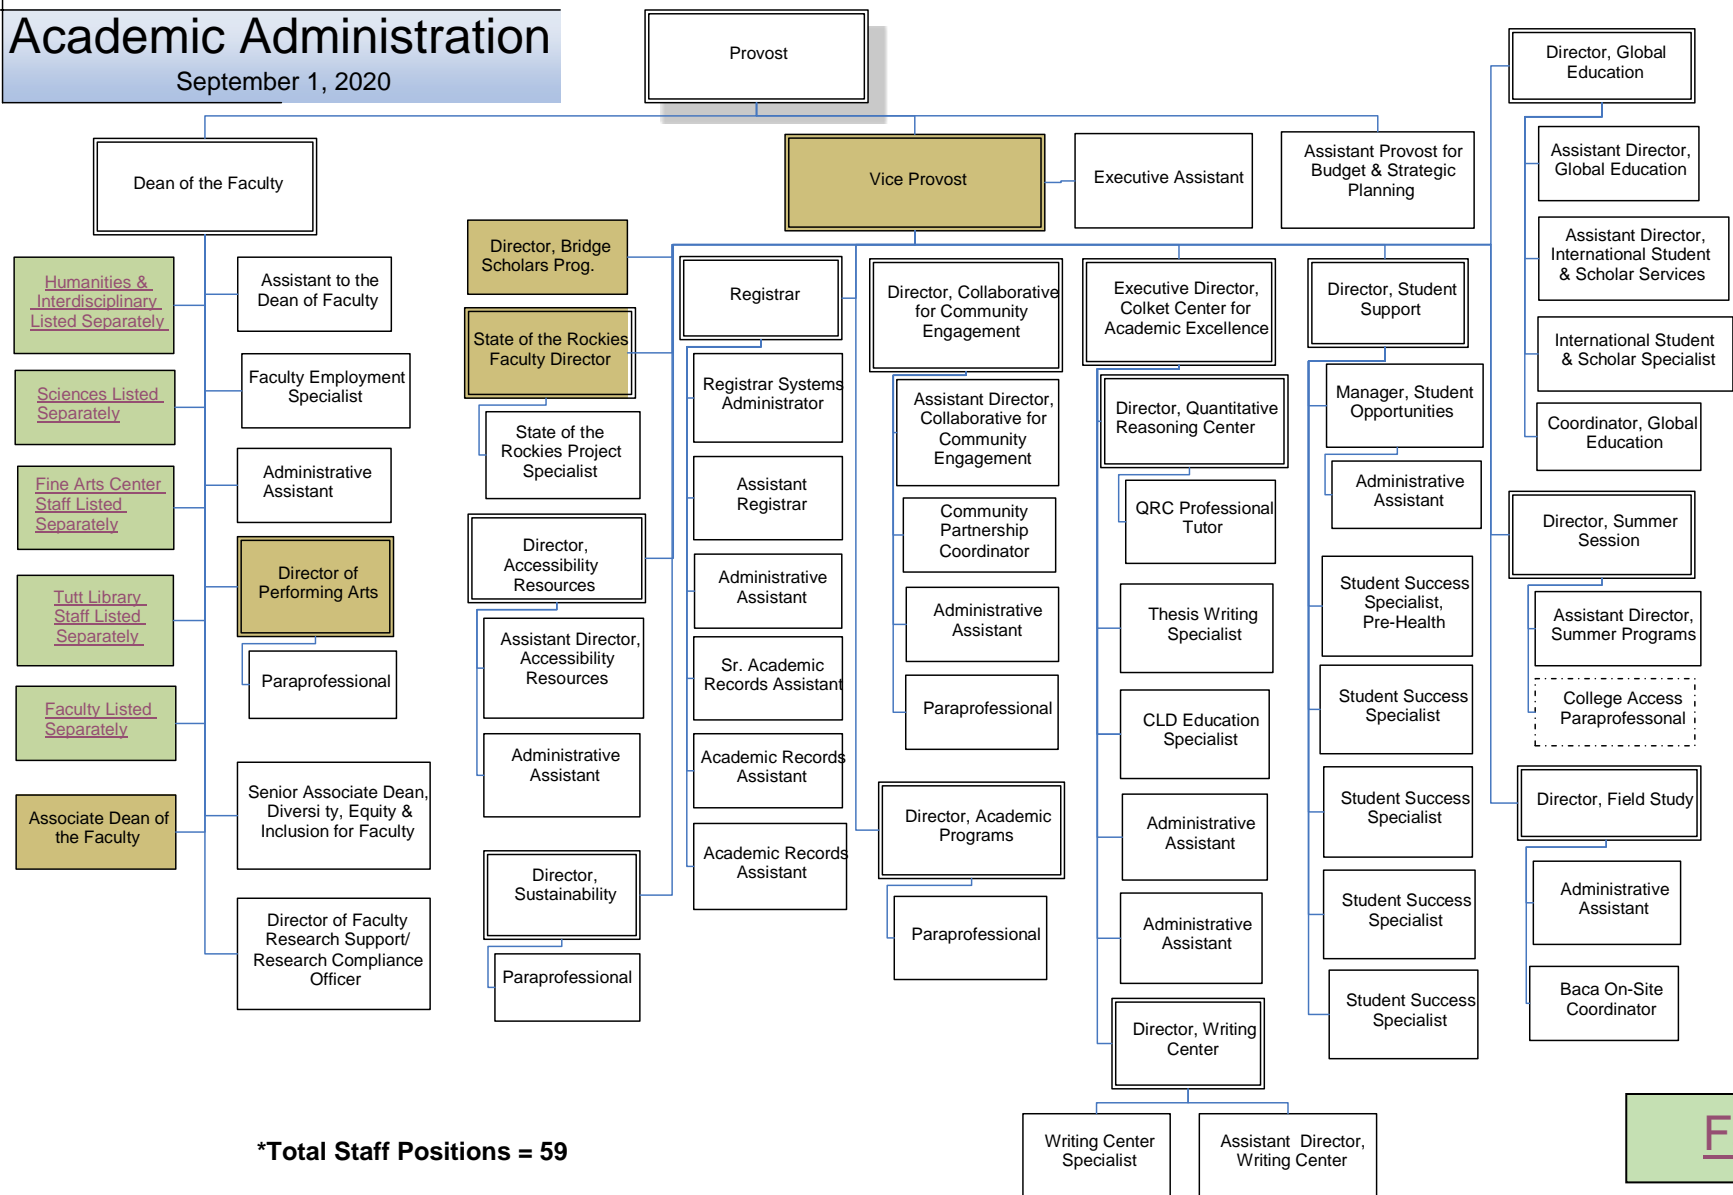 Academic Administration
September 1, 2020
Provost
Dean of the Faculty
Vice Provost
Executive Assistant
Assistant Provost for
Budget & Strategic
Planning
Humanities &
Interdisciplinary
Listed Separately
Sciences Listed
Separately
Fine Arts Center
Staff Listed
Separately
Tutt Library
Staff Listed
Separately
Faculty Listed
Separately
Associate Dean of
the Faculty
Assistant to the
Dean of Faculty
Faculty Employment
Specialist
Administrative
Assistant
Director of
Performing Arts
Paraprofessional
Senior Associate Dean,
Diversi ty, Equity &
Inclusion for Faculty
Director of Faculty
Research Support/
Research Compliance
Officer
Director, Bridge
Scholars Prog.
State of the Rockies
Faculty Director
State of the
Rockies Project
Specialist
Director,
Accessibility
Resources
Assistant Director,
Accessibility
Resources
Administrative
Assistant
Director,
Sustainability
Paraprofessional
Registrar
Registrar Systems
Administrator
Assistant
Registrar
Administrative
Assistant
Sr. Academic
Records Assistant
Academic Records
Assistant
Academic Records
Assistant
Director, Collaborative
for Community
Engagement
Assistant Director,
Collaborative for
Community
Engagement
Community
Partnership
Coordinator
Administrative
Assistant
Paraprofessional
Director, Academic
Programs
Paraprofessional
Executive Director,
Colket Center for
Academic Excellence
Director, Quantitative
Reasoning Center
QRC Professional
Tutor
Thesis Writing
Specialist
CLD Education
Specialist
Administrative
Assistant
Administrative
Assistant
Director, Writing
Center
Writing Center
Specialist
Assistant  Director,
Writing Center
Director, Student
Support
Manager, Student
Opportunities
Administrative
Assistant
Student Success
Specialist,
Pre-Health
Student Success
Specialist
Student Success
Specialist
Student Success
Specialist
Student Success
Specialist
Director, Global
Education
Assistant Director,
Global Education
Assistant Director,
International Student
& Scholar Services
International Student
& Scholar Specialist
Coordinator, Global
Education
Director, Summer
Session
Assistant Director,
Summer Programs
College Access
Paraprofessonal
Director, Field Study
Administrative
Assistant
Baca On-Site
Coordinator
*Total Staff Positions = 59
F